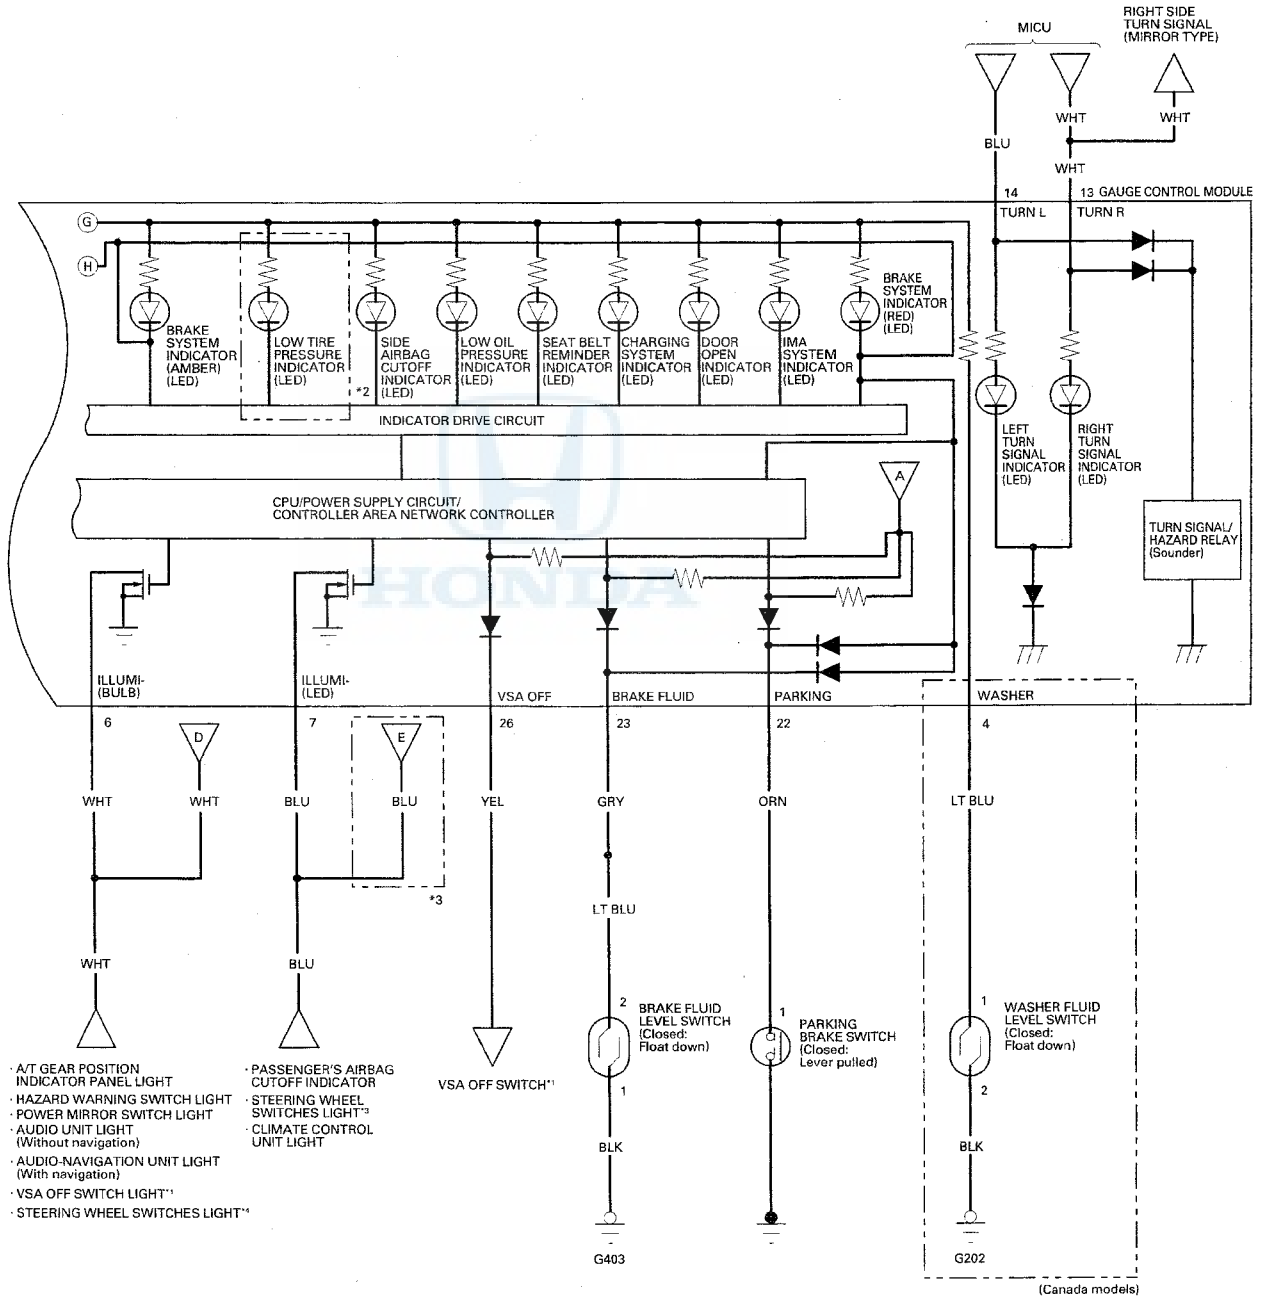 RIGHT SIDE
TURN SIGNAL
(MIRROR TYPE)
MICU
WHT
WHT
BLU
WHT
14
13 GAUGE CONTROL MODULE
TURN L
TURN R
G
H
BRAKE
SYSTEM
INDICATOR
(AMBER)
(LED)
LOW TIRE
PRESSURE
INDICATOR
(LED)
*2
SIDE
AIRBAG
CUTOFF
INDICATOR
(LED)
LOW OIL
PRESSURE
INDICATOR
(LED)
SEAT BELT
REMINDER
INDICATOR
(LED)
CHARGING
SYSTEM
INDICATOR
(LED)
DOOR
OPEN
INDICATOR
(LED)
IMA
SYSTEM
INDICATOR
(LED)
BRAKE
SYSTEM
INDICATOR
(RED)
(LED)
INDICATOR DRIVE CIRCUIT
LEFT
TURN
SIGNAL
INDICATOR
(LED)
RIGHT
TURN
SIGNAL
INDICATOR
(LED)
A
CPU/POWER SUPPLY CIRCUIT/
CONTROLLER AREA NETWORK CONTROLLER
TURN SIGNAL/
HAZARD RELAY
(Sounder)
HONDA
ILLUMI-
(BULB)
ILLUMI-
(LED)
VSA OFF
BRAKE FLUID
PARKING
WASHER
6
7
26
23
22
4
D
E
WHT
WHT
BLU
BLU
YEL
GRY
ORN
LT BLU
*3
LT BLU
WHT
BLU
2
BRAKE FLUID
LEVEL SWITCH
(Closed:
Float down)
1
1
PARKING
BRAKE SWITCH
(Closed:
Lever pulled)
1
WASHER FLUID
LEVEL SWITCH
(Closed:
Float down)
2
· A/T GEAR POSITION
INDICATOR PANEL LIGHT
· HAZARD WARNING SWITCH LIGHT
· POWER MIRROR SWITCH LIGHT
· AUDIO UNIT LIGHT
(Without navigation)
· AUDIO-NAVIGATION UNIT LIGHT
(With navigation)
· VSA OFF SWITCH LIGHT*1
· STEERING WHEEL SWITCHES LIGHT*4
· PASSENGER'S AIRBAG
CUTOFF INDICATOR
· STEERING WHEEL
SWITCHES LIGHT*3
· CLIMATE CONTROL
UNIT LIGHT
VSA OFF SWITCH*1
BLK
BLK
G403
G202
(Canada models)